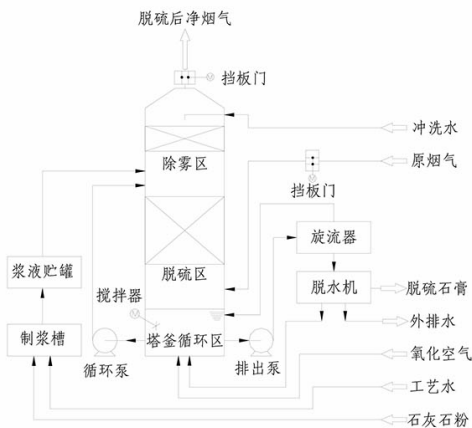 脱硫后净烟气
挡板门
冲洗水
除雾区
原烟气
挡板门
旋流器
浆液贮罐
脱硫区
搅拌器
脱水机
脱硫石膏
制浆槽
塔釜循环区
外排水
循环泵
排出泵
氧化空气
工艺水
石灰石粉